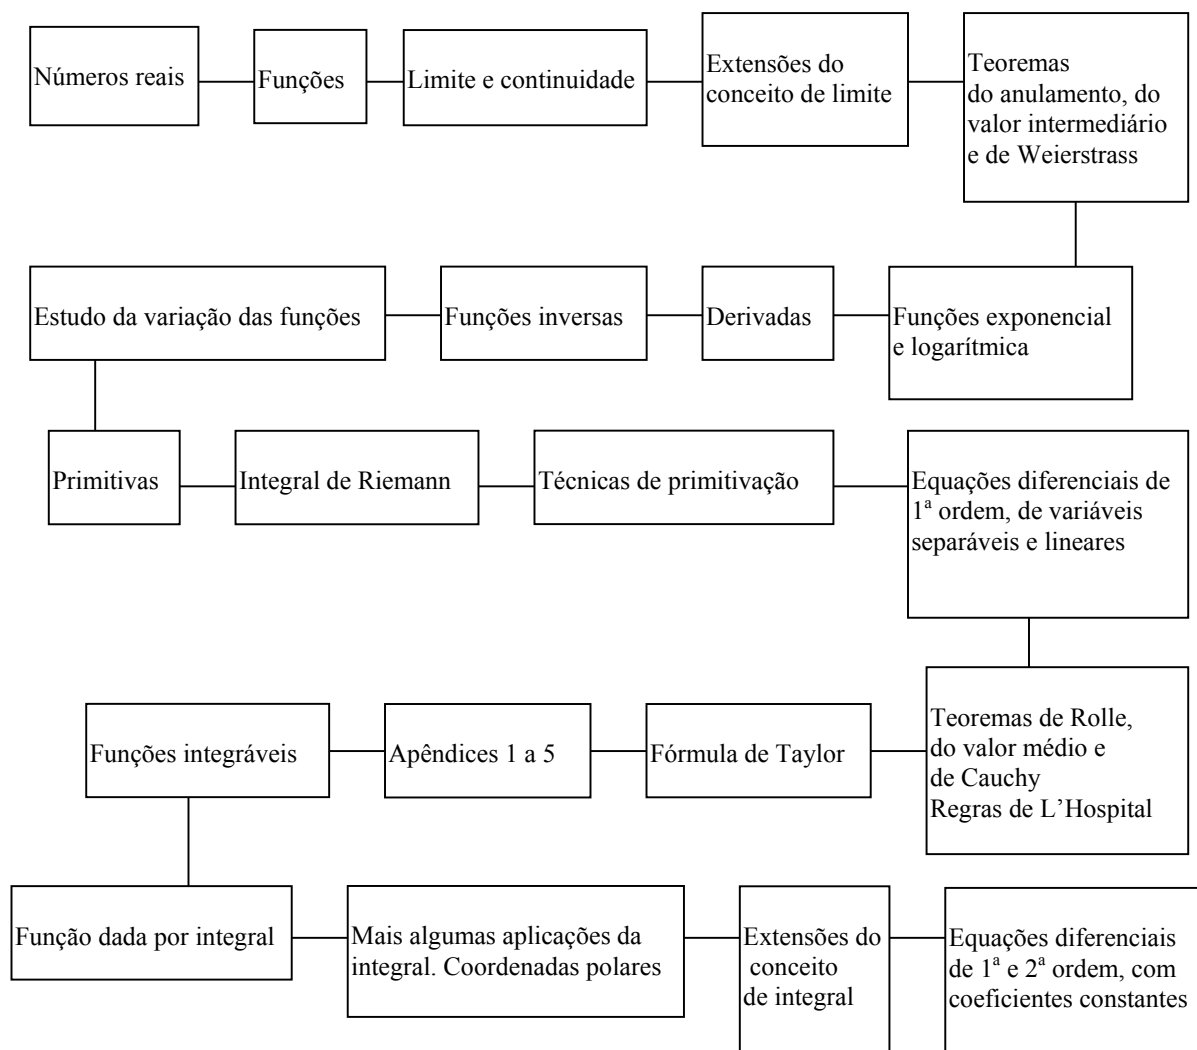 Números reais
Funções
Limite e continuidade
Extensões do
conceito de limite
Teoremas
do anulamento, do
valor intermediário
e de Weierstrass
Estudo da variação das funções
Funções inversas
Derivadas
Funções exponencial
e logarítmica
Primitivas
Integral de Riemann
Técnicas de primitivação
Equações diferenciais de
1ª ordem, de variáveis
separáveis e lineares
Funções integráveis
Apêndices 1 a 5
Fórmula de Taylor
Teoremas de Rolle,
do valor médio e
de Cauchy
Regras de L’Hospital
Função dada por integral
Mais algumas aplicações da
integral. Coordenadas polares
Extensões do
conceito
de integral
Equações diferenciais
de 1ª e 2ª ordem, com
coeficientes constantes